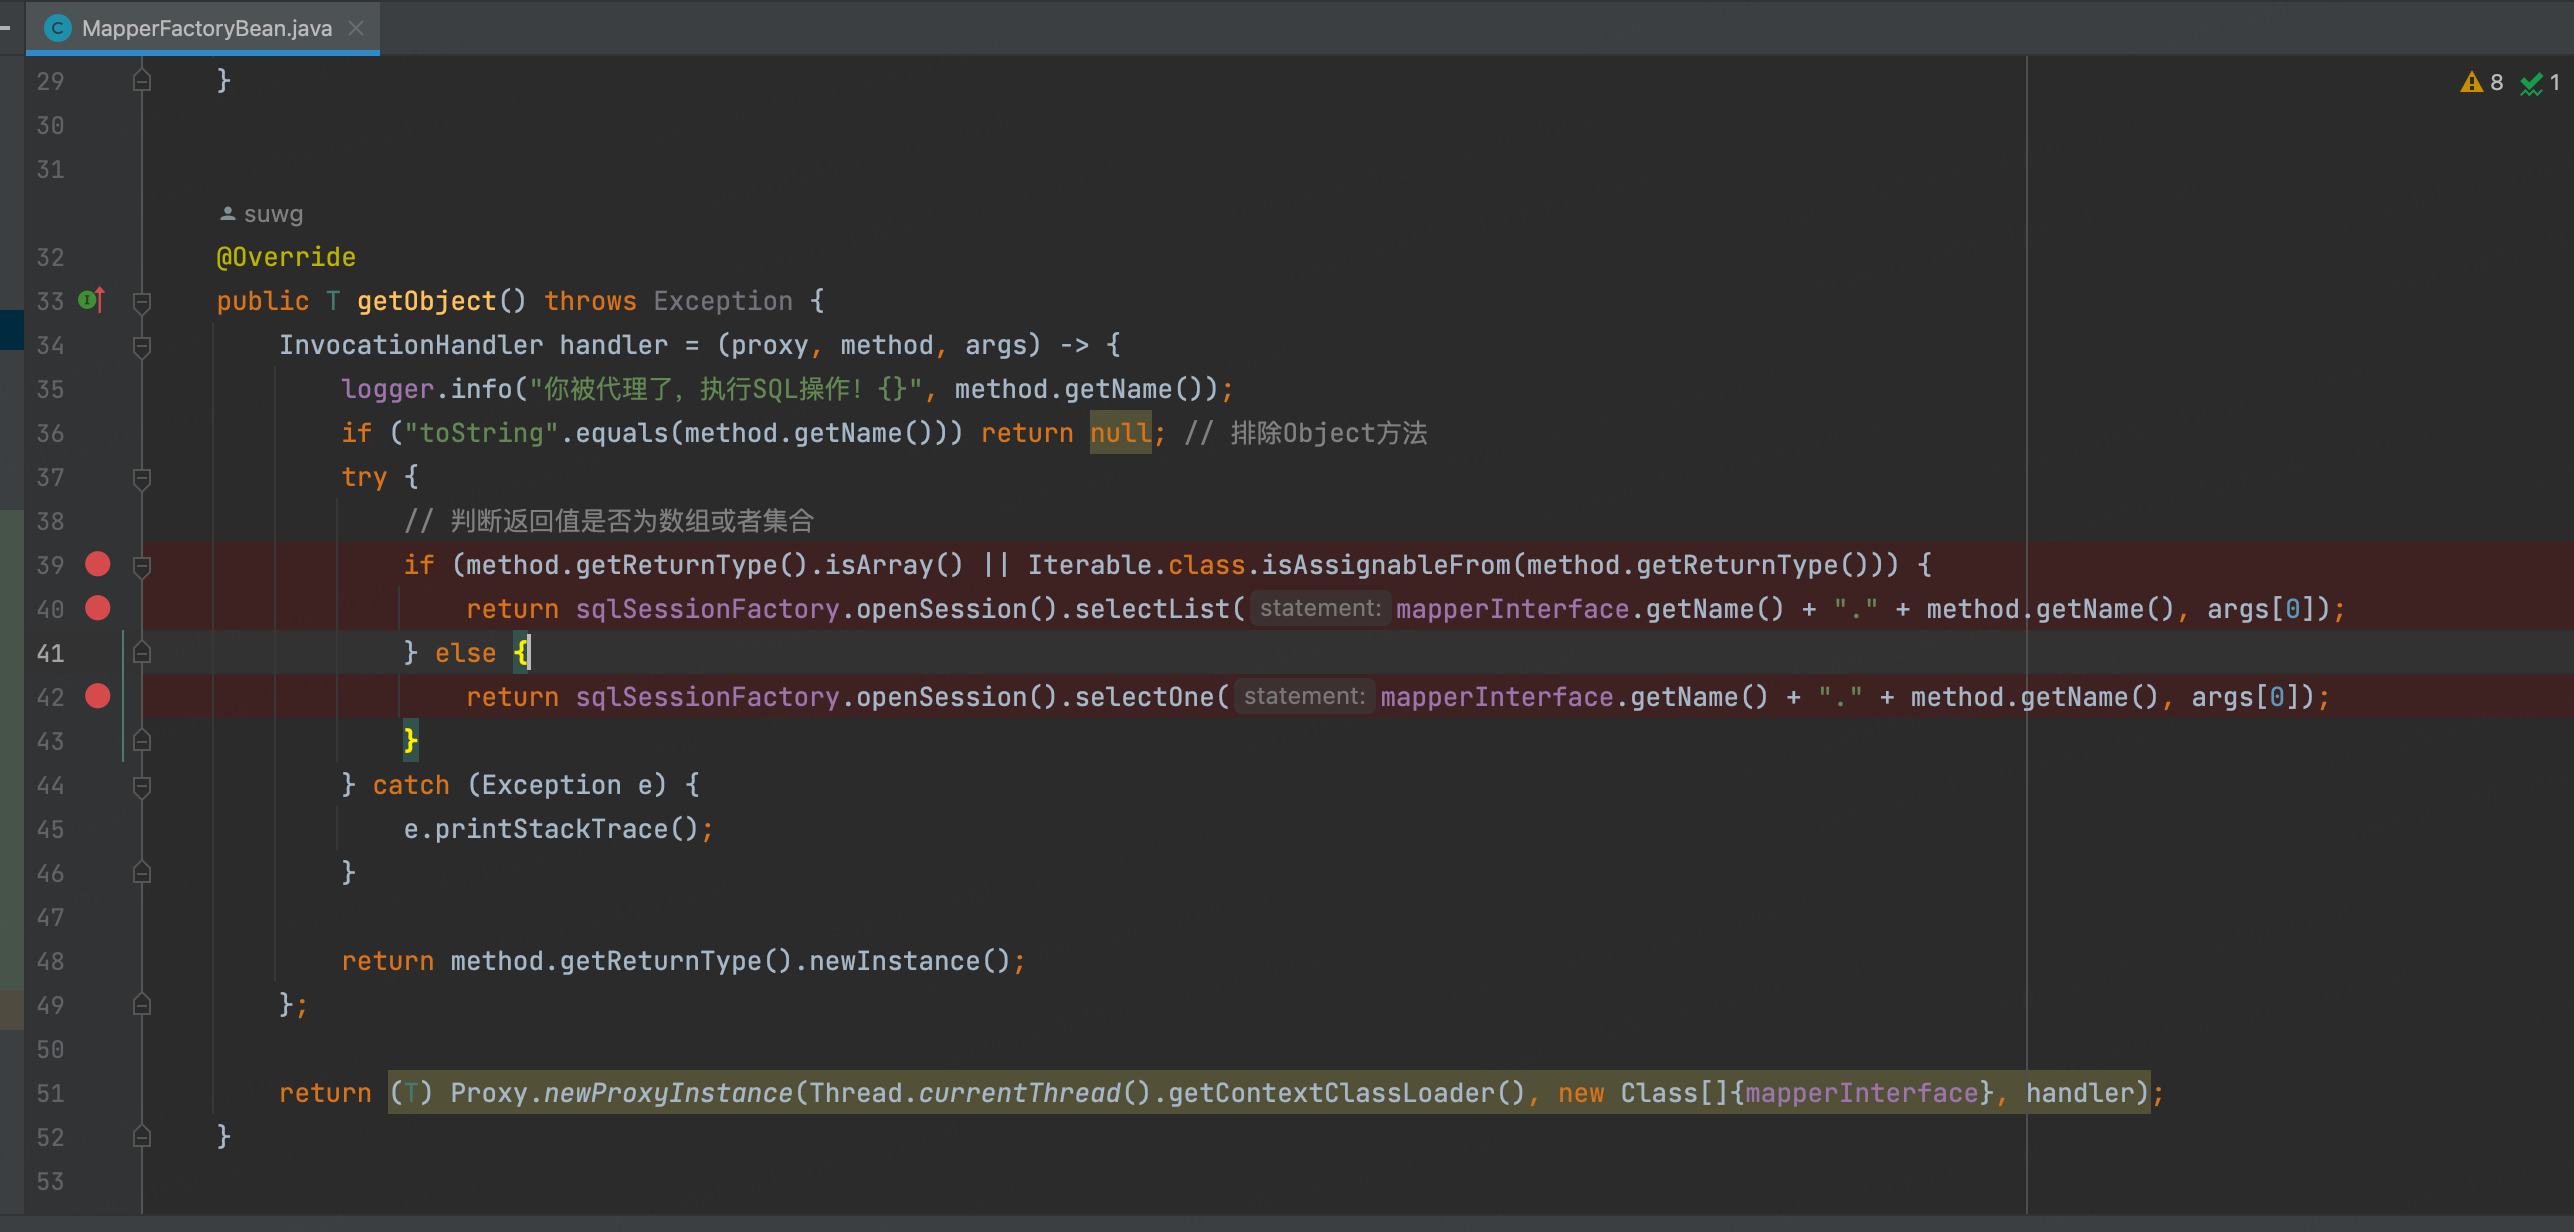 MapperFactoryBean.java
8 1
29 }
30
31
suwg
32 @Override
33 public T getObject() throws Exception {
34 InvocationHandler handler = (proxy, method, args) -> {
35 logger.info("你被代理了，执行SQL操作！{}", method.getName());
36 if ("toString".equals(method.getName())) return null; // 排除Object方法
37 try {
38 // 判断返回值是否为数组或者集合
39 if (method.getReturnType().isArray() || Iterable.class.isAssignableFrom(method.getReturnType())) {
40 return sqlSessionFactory.openSession().selectList( statement: mapperInterface.getName() + "." + method.getName(), args[0]);
41 } else {
42 return sqlSessionFactory.openSession().selectOne( statement: mapperInterface.getName() + "." + method.getName(), args[0]);
43 }
44 } catch (Exception e) {
45 e.printStackTrace();
46 }
47
48 return method.getReturnType().newInstance();
49 };
50
51 return (T) Proxy.newProxyInstance(Thread.currentThread().getContextClassLoader(), new Class[]{mapperInterface}, handler);
52 }
53